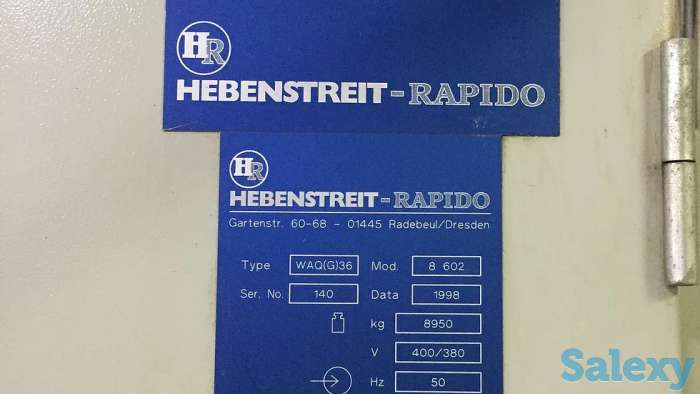 HR
HEBENSTREIT-RAPIDO
HR
HEBENSTREIT-RAPIDO
Gartenstr. 60-68 - 01445 Radebeul/Dresden
Type WAQ(G)36 Mod. 8 602
Ser. No. 140 Data 1998
kg 8950
V 400/380
Hz 50
Salexy